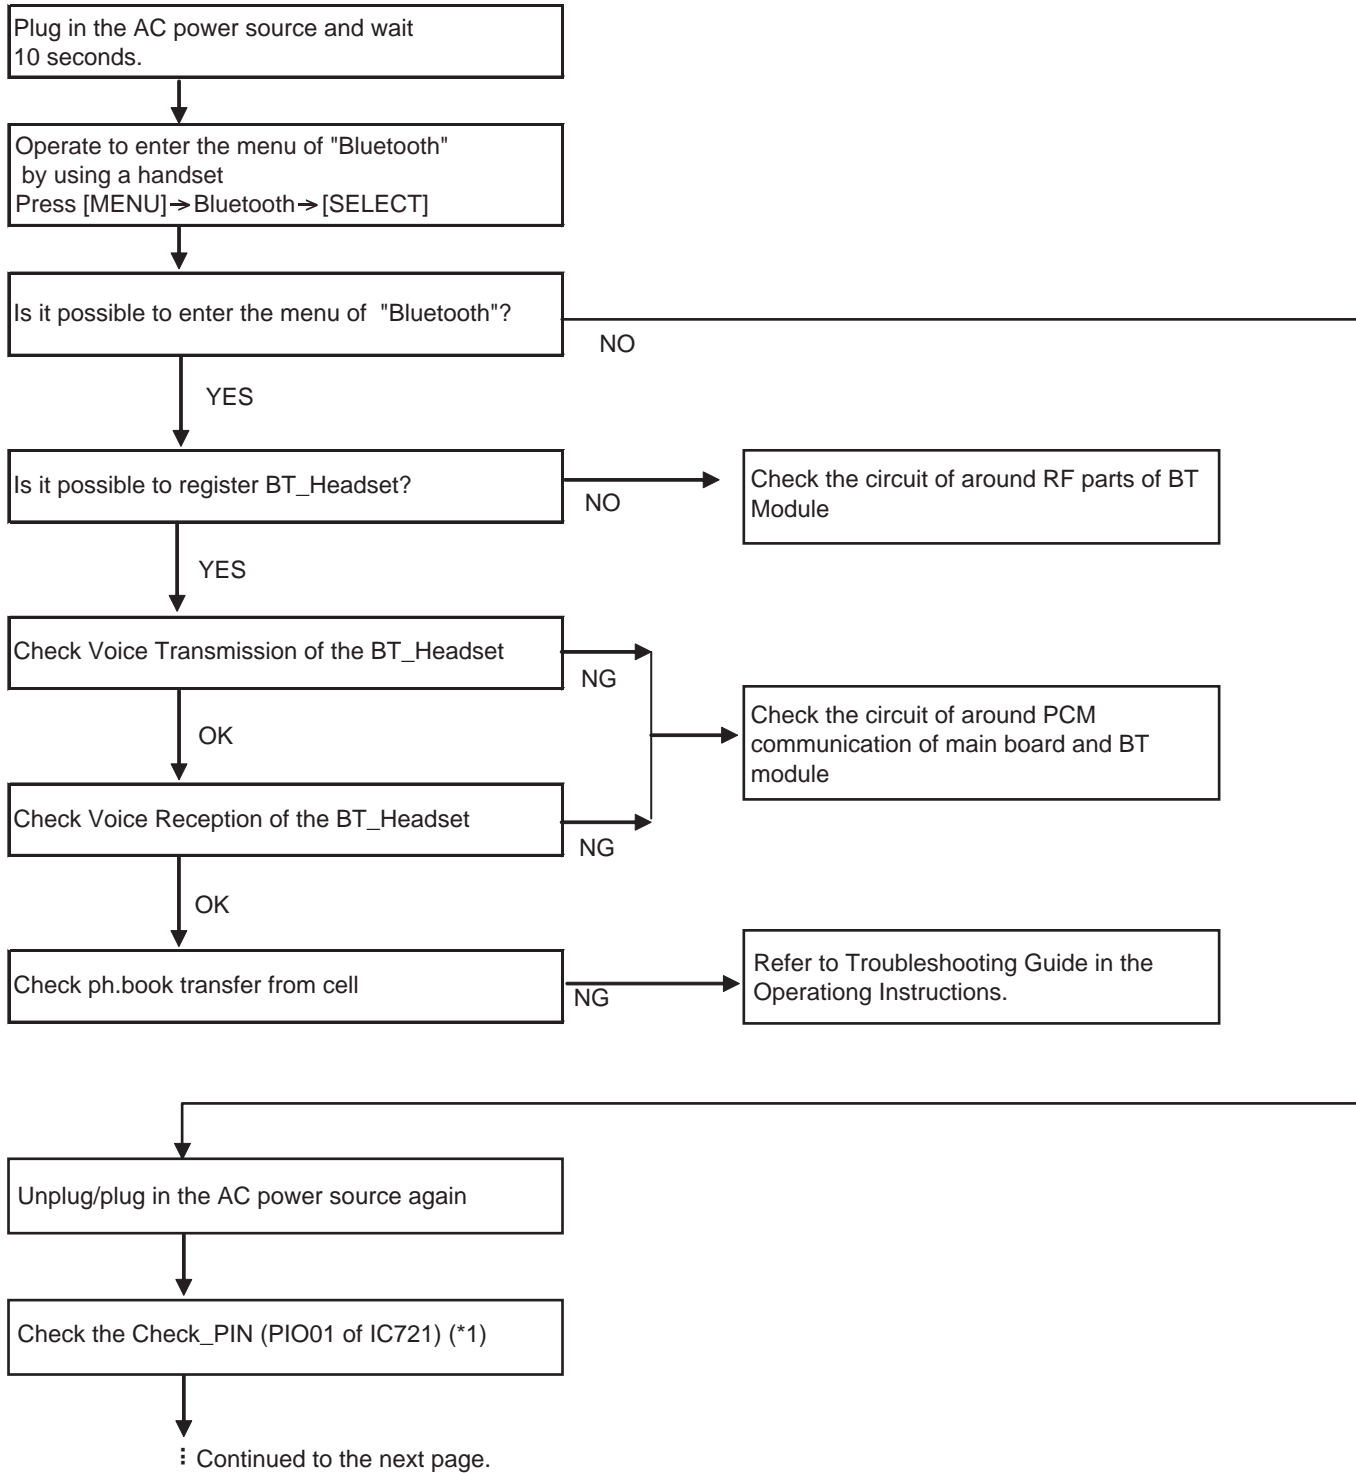 Plug in the AC power source and wait
10 seconds.
Operate to enter the menu of "Bluetooth"
by using a handset
Press [MENU]→Bluetooth→[SELECT]
Is it possible to enter the menu of "Bluetooth"?
NO
YES
Is it possible to register BT_Headset?
NO
Check the circuit of around RF parts of BT
Module
YES
Check Voice Transmission of the BT_Headset
NG
OK
Check the circuit of around PCM
communication of main board and BT
module
Check Voice Reception of the BT_Headset
NG
OK
Check ph.book transfer from cell
NG
Refer to Troubleshooting Guide in the
Operationg Instructions.
Unplug/plug in the AC power source again
Check the Check_PIN (PIO01 of IC721) (*1)
Continued to the next page.